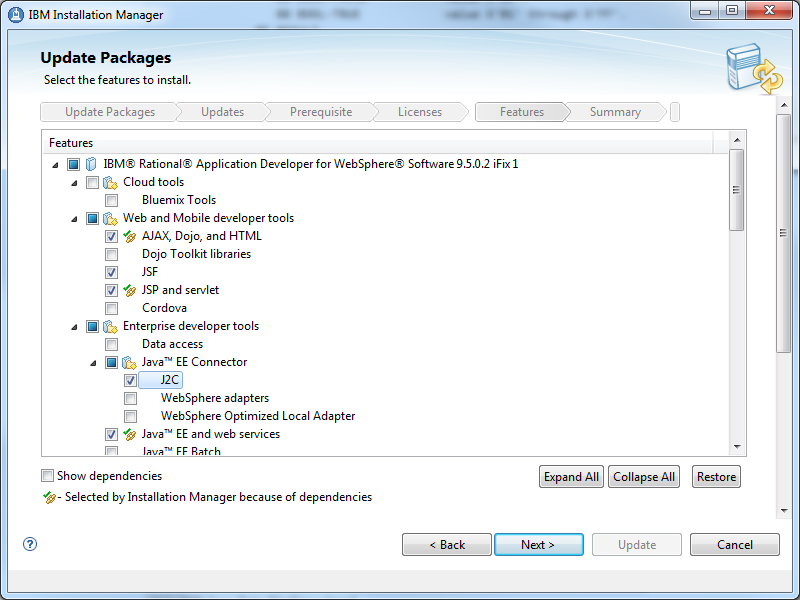 IBM Installation Manager
Update Packages
Select the features to install.
Update Packages
Updates
Prerequisite
Licenses
Features
Summary
Features
IBM® Rational® Application Developer for WebSphere® Software 9.5.0.2 iFix 1
Cloud tools
Bluemix Tools
Web and Mobile developer tools
AJAX, Dojo, and HTML
Dojo Toolkit libraries
JSF
JSP and servlet
Cordova
Enterprise developer tools
Data access
Java™ EE Connector
J2C
WebSphere adapters
WebSphere Optimized Local Adapter
Java™ EE and web services
Java™ EE Batch
Show dependencies
Expand All
Collapse All
Restore
- Selected by Installation Manager because of dependencies
?
< Back
Next >
Update
Cancel